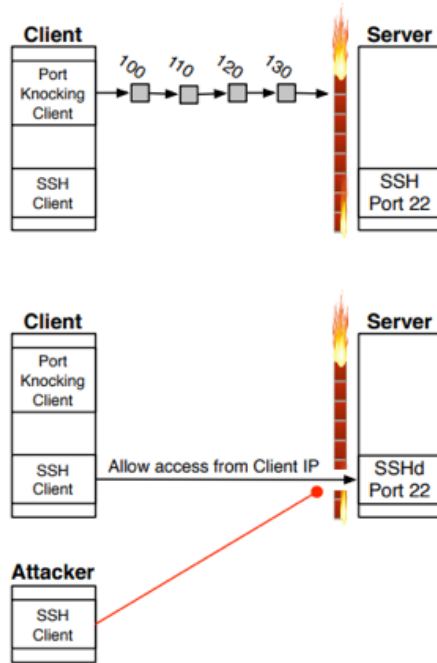 Client
Server
Port
Knocking
Client
100
110
120
130
SSH
Client
SSH
Port 22
Client
Server
Port
Knocking
Client
SSH
Client
Allow access from Client IP
SSHd
Port 22
Attacker
SSH
Client